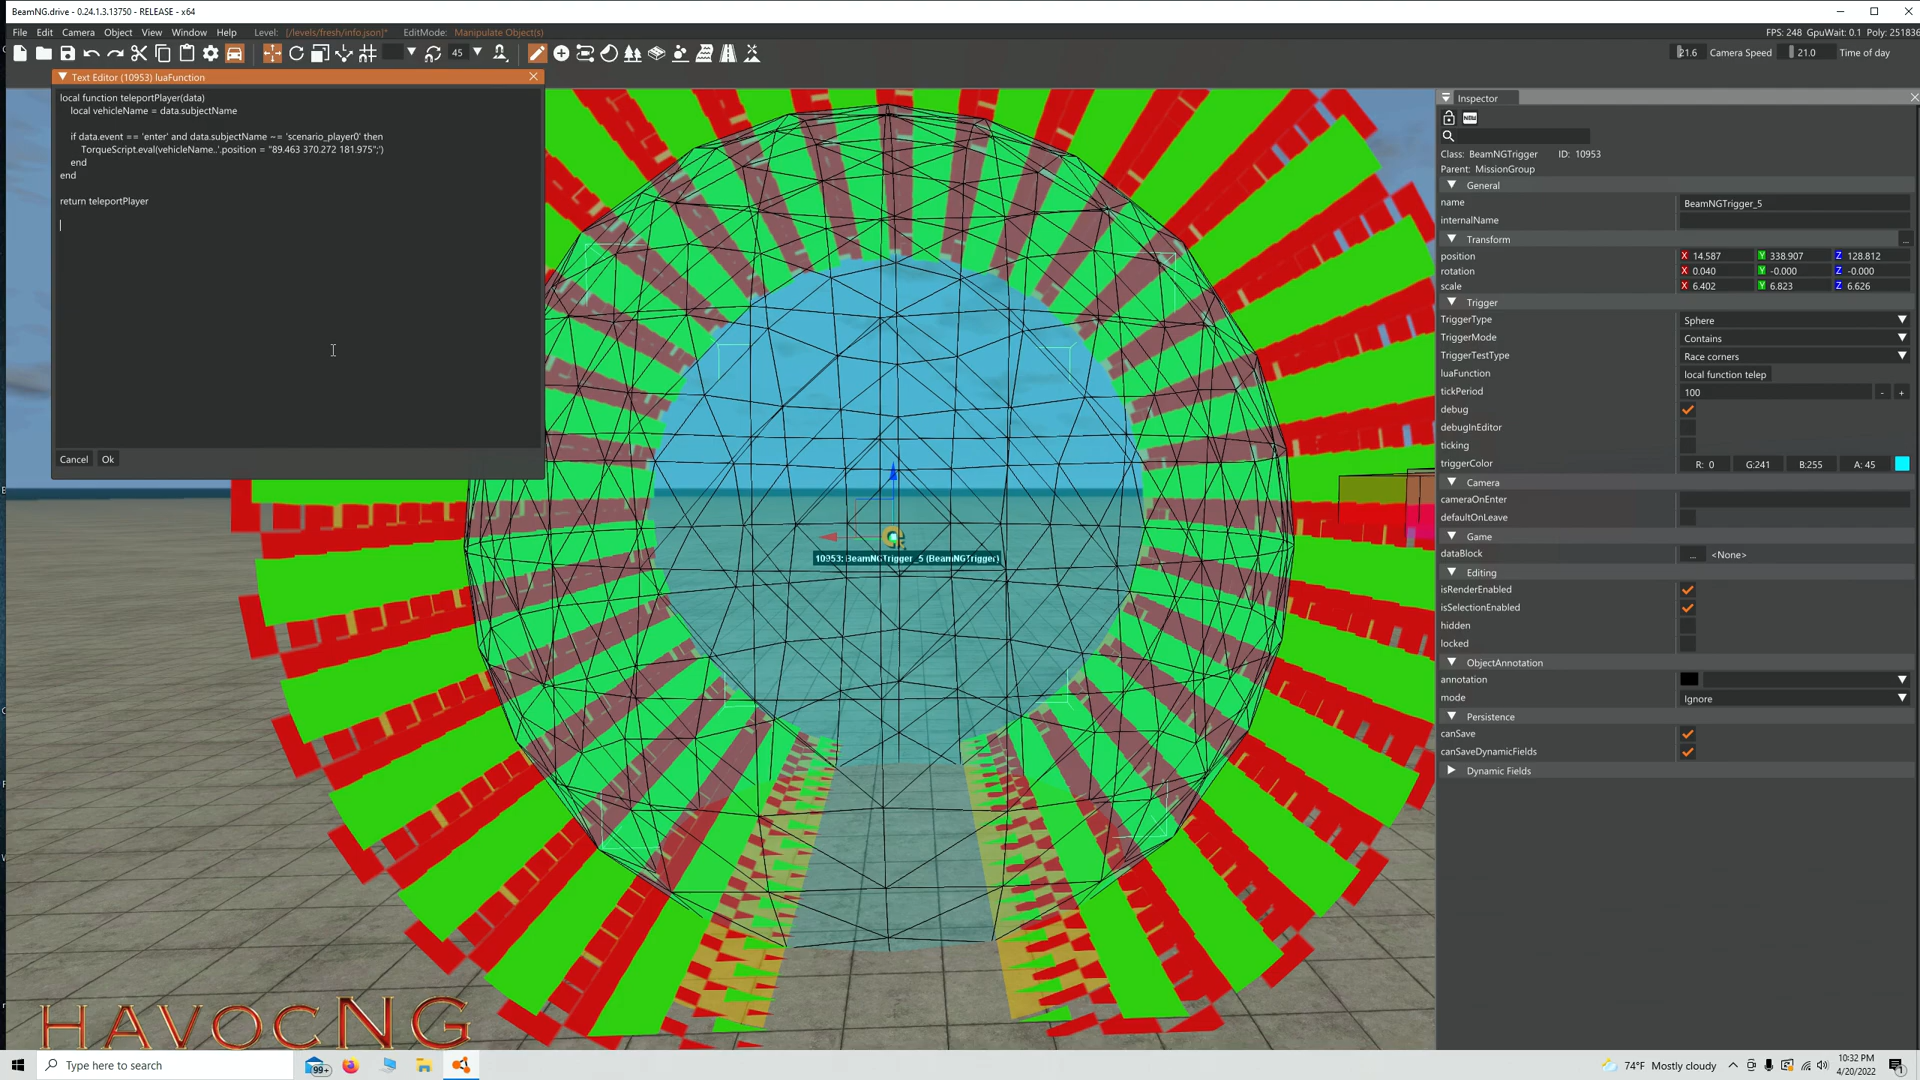 BeamNG.drive - 0.24.1.3.13750 - RELEASE - x64
File Edit Camera Object View Window Help Level: [/levels/fresh/info.json]* EditMode: Manipulate Object(s)
FPS: 248 GpuWait: 0.1 Poly: 251836
45
21.6 Camera Speed 21.0 Time of day
Text Editor (10953) luaFunction
local function teleportPlayer(data)
local vehicleName = data.subjectName
if data.event == 'enter' and data.subjectName ~= 'scenario_player0' then
TorqueScript.eval(vehicleName..'.position = "89.463 370.272 181.975";')
end
end
return teleportPlayer
Cancel Ok
10953: BeamNGTrigger_5 (BeamNGTrigger)
Inspector
NEW
Class: BeamNGTrigger ID: 10953
Parent: MissionGroup
General
name BeamNGTrigger_5
internalName
Transform ...
position X 14.587 Y 338.907 Z 128.812
rotation X 0.040 Y -0.000 Z -0.000
scale X 6.402 Y 6.823 Z 6.626
Trigger
TriggerType Sphere
TriggerMode Contains
TriggerTestType Race corners
luaFunction local function telep
tickPeriod 100 - +
debug
debugInEditor
ticking
triggerColor R: 0 G:241 B:255 A: 45
Camera
cameraOnEnter
defaultOnLeave
Game
dataBlock ... <None>
Editing
isRenderEnabled
isSelectionEnabled
hidden
locked
ObjectAnnotation
annotation
mode Ignore
Persistence
canSave
canSaveDynamicFields
Dynamic Fields
HAVOCNG
Type here to search
99+
74°F Mostly cloudy
10:32 PM
4/20/2022
1